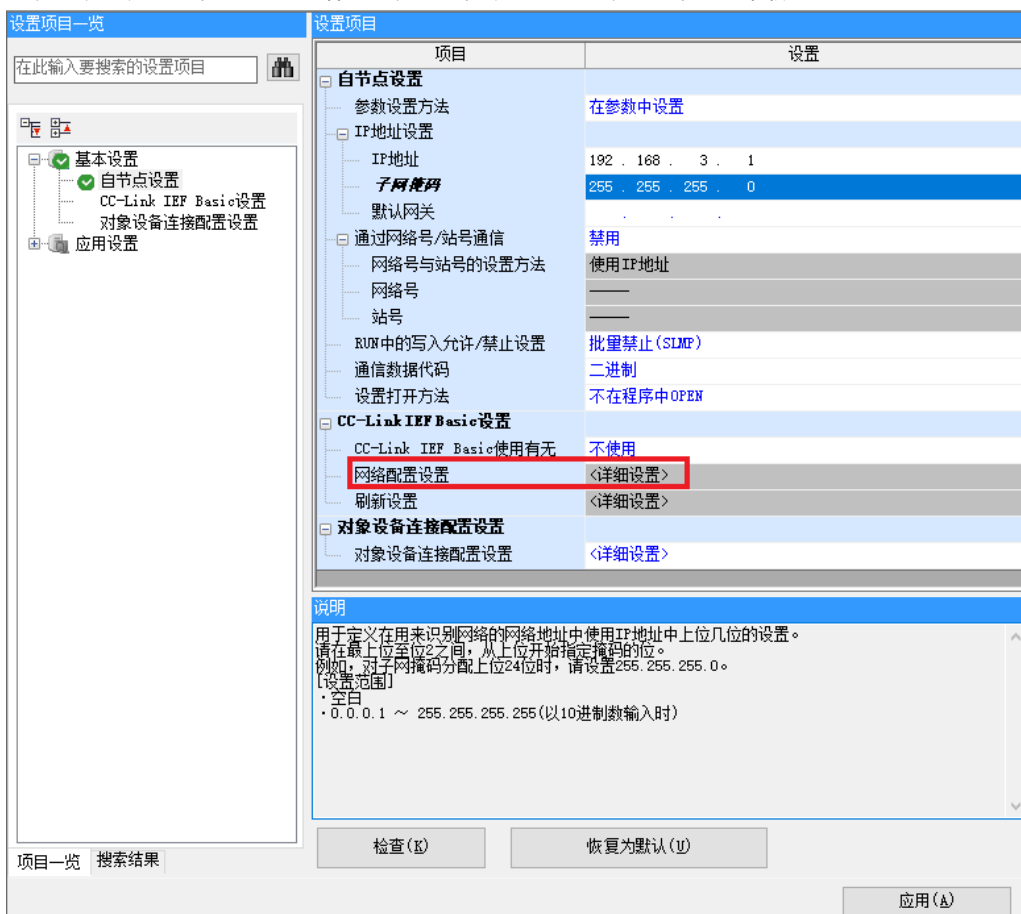 设置项目一览
在此输入要搜索的设置项目
基本设置
自节点设置
CC-Link IEF Basic设置
对象设备连接配置设置
应用设置
项目一览 搜索结果
设置项目
项目 设置
自节点设置
参数设置方法 在参数中设置
IP地址设置
IP地址 192 . 168 . 3 . 1
子网掩码 255 . 255 . 255 . 0
默认网关 . . .
通过网络号/站号通信 禁用
网络号与站号的设置方法 使用IP地址
网络号 ——
站号 ——
RUN中的写入允许/禁止设置 批量禁止(SLMP)
通信数据代码 二进制
设置打开方法 不在程序中OPEN
CC-Link IEF Basic设置
CC-Link IEF Basic使用有无 不使用
网络配置设置 <详细设置>
刷新设置 <详细设置>
对象设备连接配置设置
对象设备连接配置设置 <详细设置>
说明
用于定义在用来识别网络的网络地址中使用IP地址中上位几位的设置。
请在最上位至位2之间，从上位开始指定掩码的位。
例如，对子网掩码分配上位24位时，请设置255.255.255.0。
[设置范围]
・空白
・0.0.0.1 ～ 255.255.255.255(以10进制数输入时)
检查(K) 恢复为默认(U)
应用(A)